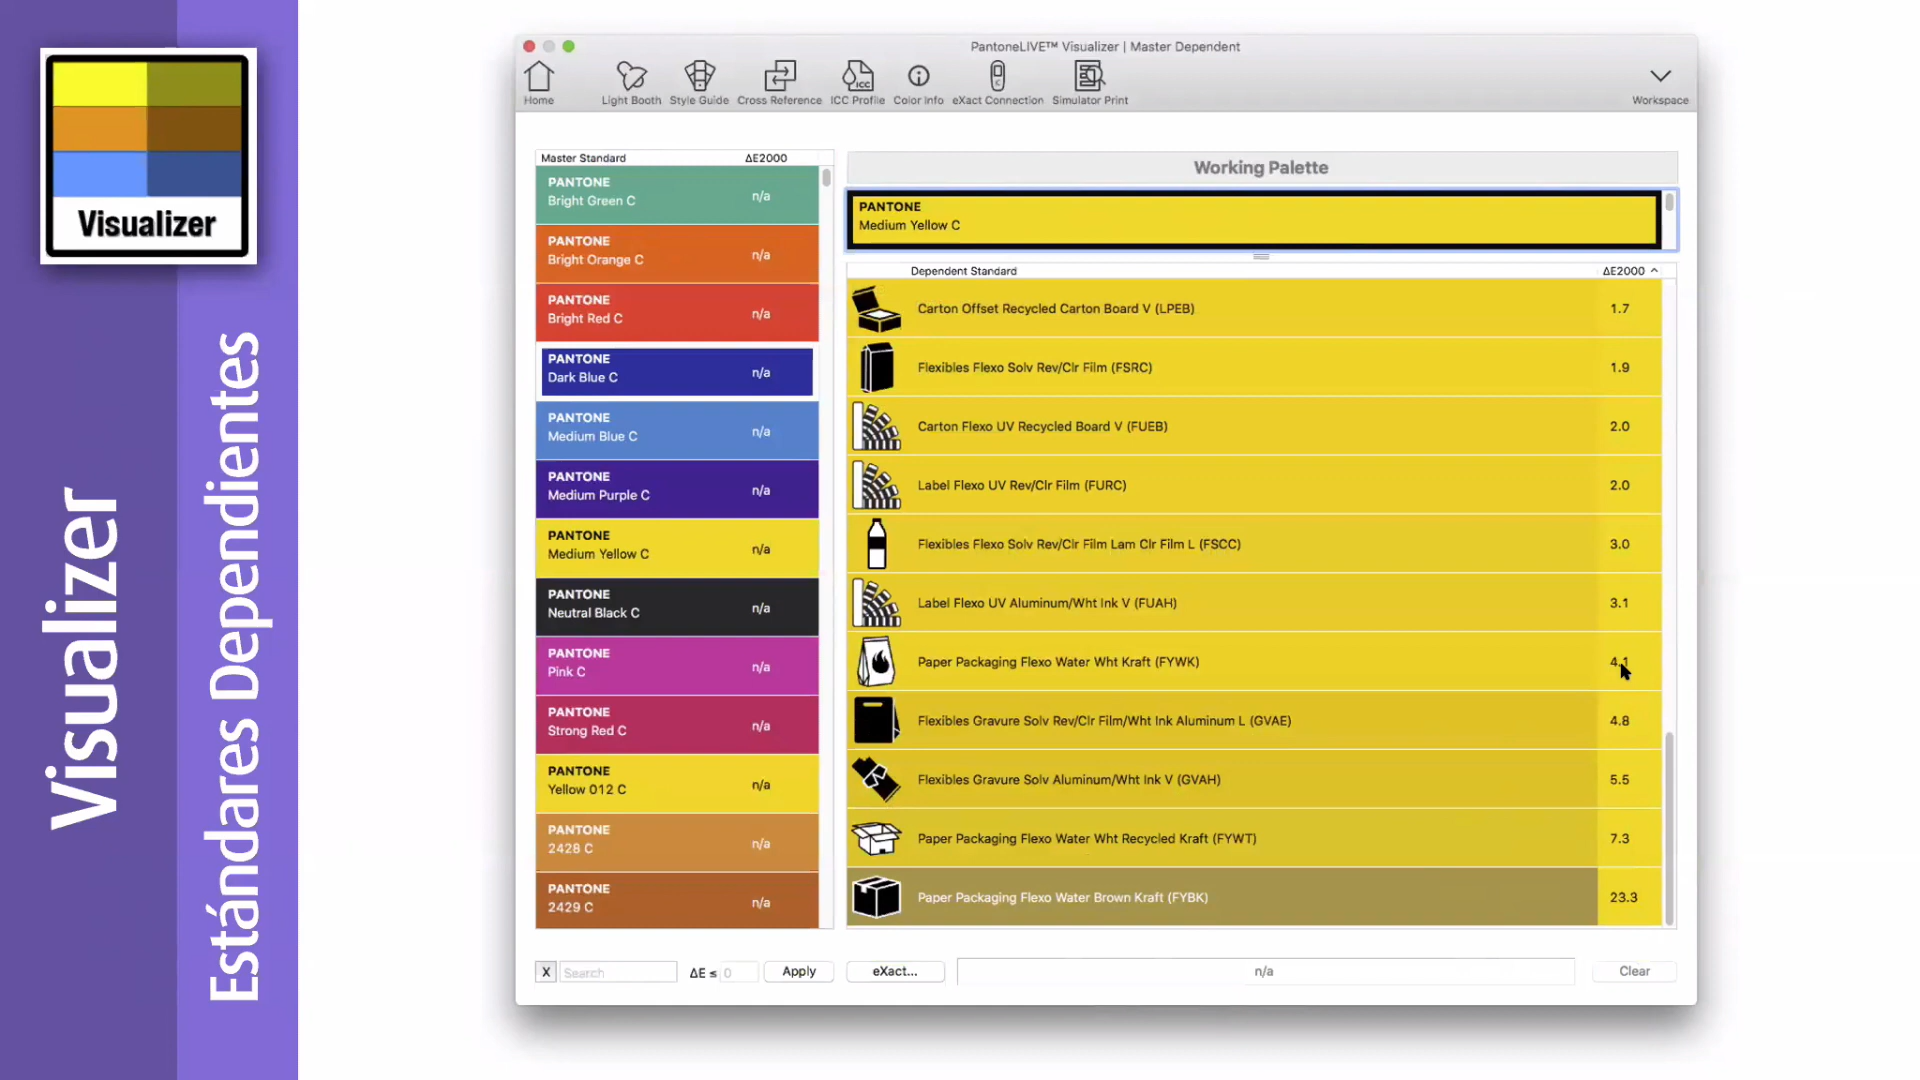 Visualizer
Visualizer
Estándares Dependientes
PantoneLIVE™ Visualizer | Master Dependent
Home
Light Booth
Style Guide
Cross Reference
ICC
ICC Profile
Color Info
eXact Connection
Simulator Print
Workspace
Master Standard ΔE2000
PANTONE
Bright Green C n/a
PANTONE
Bright Orange C n/a
PANTONE
Bright Red C n/a
PANTONE
Dark Blue C n/a
PANTONE
Medium Blue C n/a
PANTONE
Medium Purple C n/a
PANTONE
Medium Yellow C n/a
PANTONE
Neutral Black C n/a
PANTONE
Pink C n/a
PANTONE
Strong Red C n/a
PANTONE
Yellow 012 C n/a
PANTONE
2428 C n/a
PANTONE
2429 C n/a
X Search ΔE ≤ 0 Apply
Working Palette
PANTONE
Medium Yellow C
Dependent Standard ΔE2000
Carton Offset Recycled Carton Board V (LPEB) 1.7
Flexibles Flexo Solv Rev/Clr Film (FSRC) 1.9
Carton Flexo UV Recycled Board V (FUEB) 2.0
Label Flexo UV Rev/Clr Film (FURC) 2.0
Flexibles Flexo Solv Rev/Clr Film Lam Clr Film L (FSCC) 3.0
Label Flexo UV Aluminum/Wht Ink V (FUAH) 3.1
Paper Packaging Flexo Water Wht Kraft (FYWK) 4.1
Flexibles Gravure Solv Rev/Clr Film/Wht Ink Aluminum L (GVAE) 4.8
Flexibles Gravure Solv Aluminum/Wht Ink V (GVAH) 5.5
Paper Packaging Flexo Water Wht Recycled Kraft (FYWT) 7.3
Paper Packaging Flexo Water Brown Kraft (FYBK) 23.3
eXact... n/a Clear